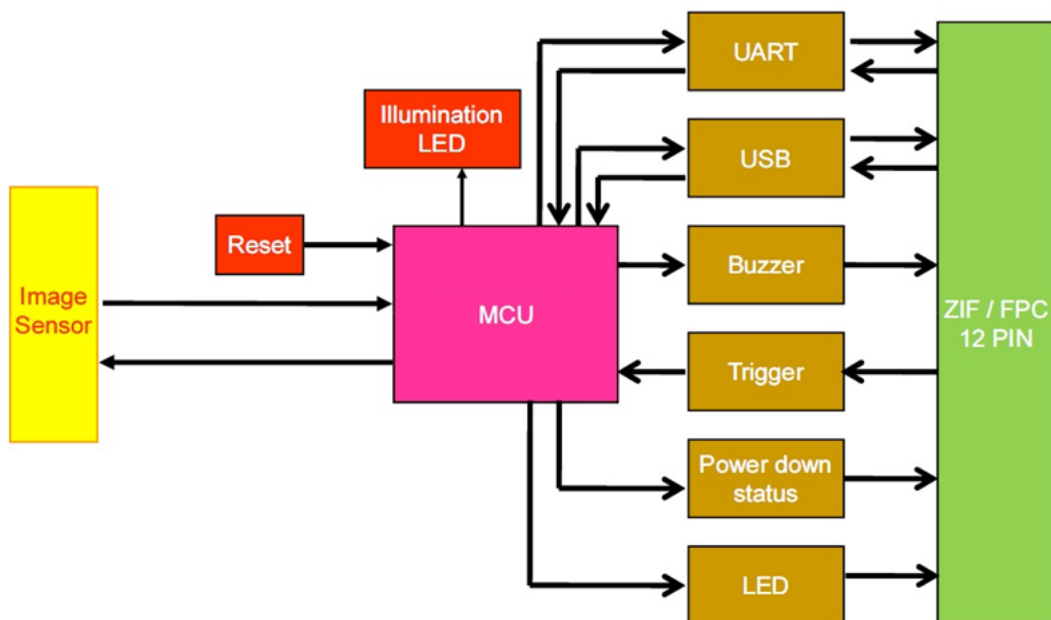 UART
Illumination
LED
USB
Reset
Buzzer
Image
Sensor
MCU
ZIF / FPC
12 PIN
Trigger
Power down
status
LED